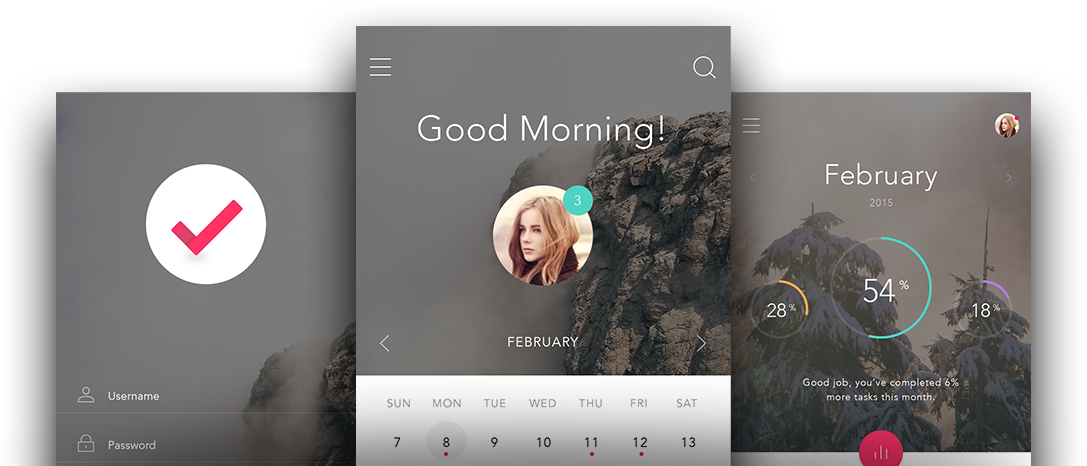 Username
Password
Good Morning!
3
FEBRUARY
SUN MON TUE WED THU FRI SAT
7 8 9 10 11 12 13
February
2015
28%
54%
18%
Good job, you've completed 6%
more tasks this month.